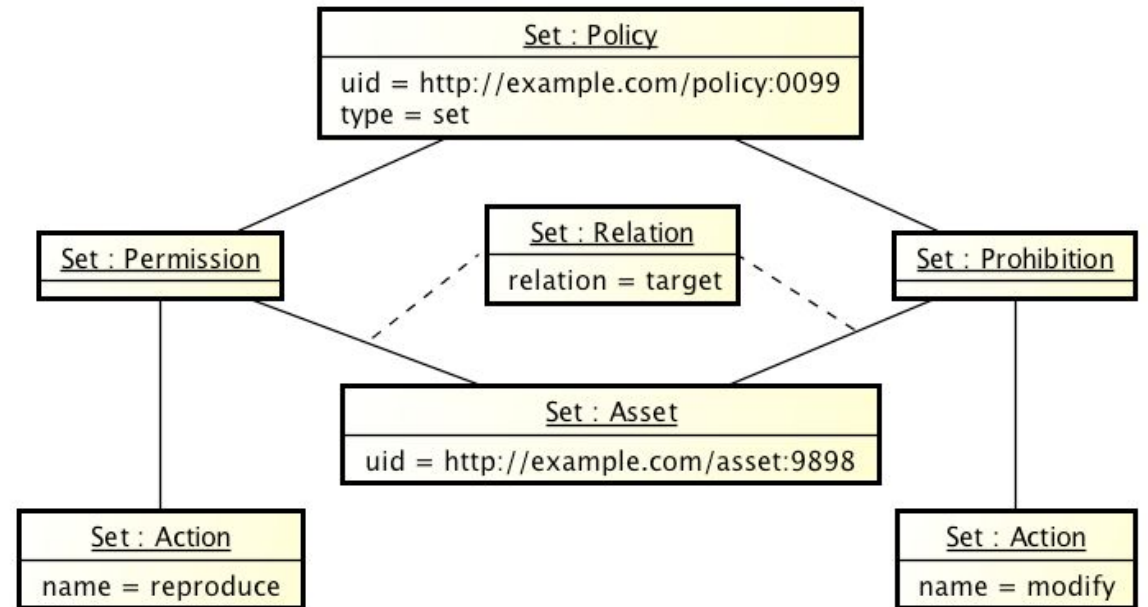 Set : Policy
uid = http://example.com/policy:0099
type = set
Set : Permission
Set : Relation
relation = target
Set : Prohibition
Set : Asset
uid = http://example.com/asset:9898
Set : Action
name = reproduce
Set : Action
name = modify